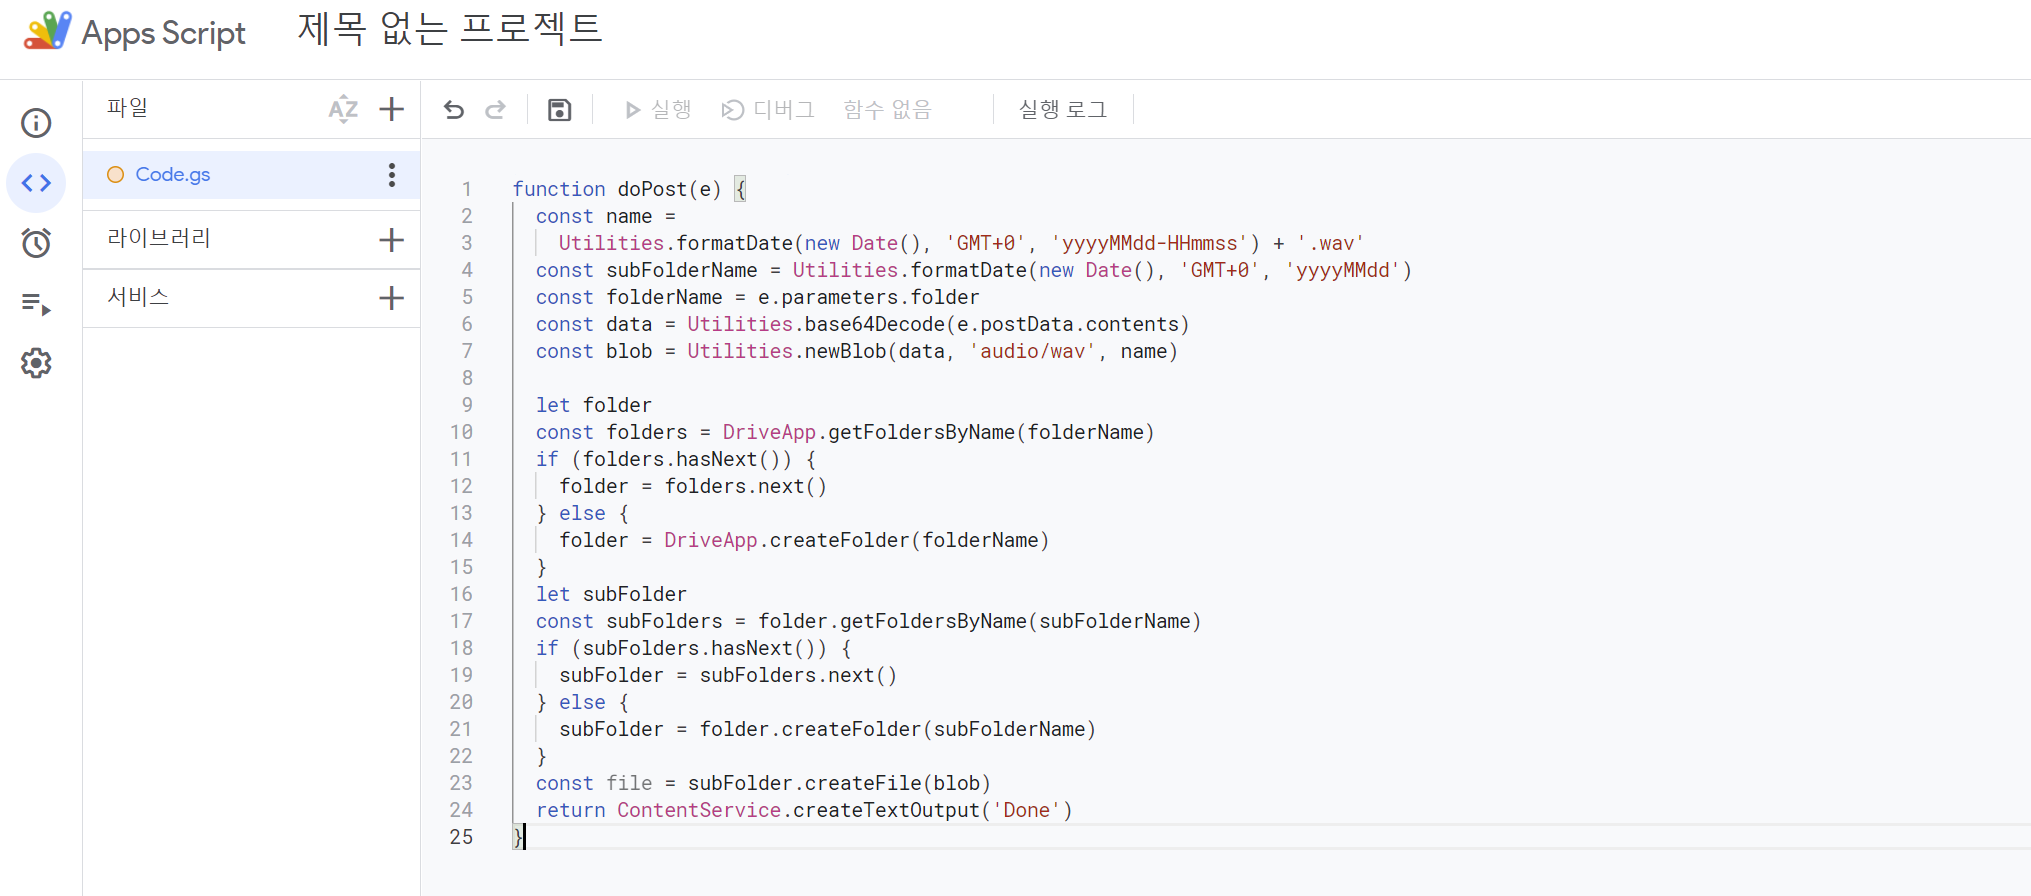 Apps Script
제목 없는 프로젝트
파일
AZ
실행
디버그
함수 없음
실행 로그
Code.gs
라이브러리
서비스
1 function doPost(e) {
2   const name =
3     Utilities.formatDate(new Date(), 'GMT+0', 'yyyyMMdd-HHmmss') + '.wav'
4   const subFolderName = Utilities.formatDate(new Date(), 'GMT+0', 'yyyyMMdd')
5   const folderName = e.parameters.folder
6   const data = Utilities.base64Decode(e.postData.contents)
7   const blob = Utilities.newBlob(data, 'audio/wav', name)
8
9   let folder
10   const folders = DriveApp.getFoldersByName(folderName)
11   if (folders.hasNext()) {
12     folder = folders.next()
13   } else {
14     folder = DriveApp.createFolder(folderName)
15   }
16   let subFolder
17   const subFolders = folder.getFoldersByName(subFolderName)
18   if (subFolders.hasNext()) {
19     subFolder = subFolders.next()
20   } else {
21     subFolder = folder.createFolder(subFolderName)
22   }
23   const file = subFolder.createFile(blob)
24   return ContentService.createTextOutput('Done')
25 }